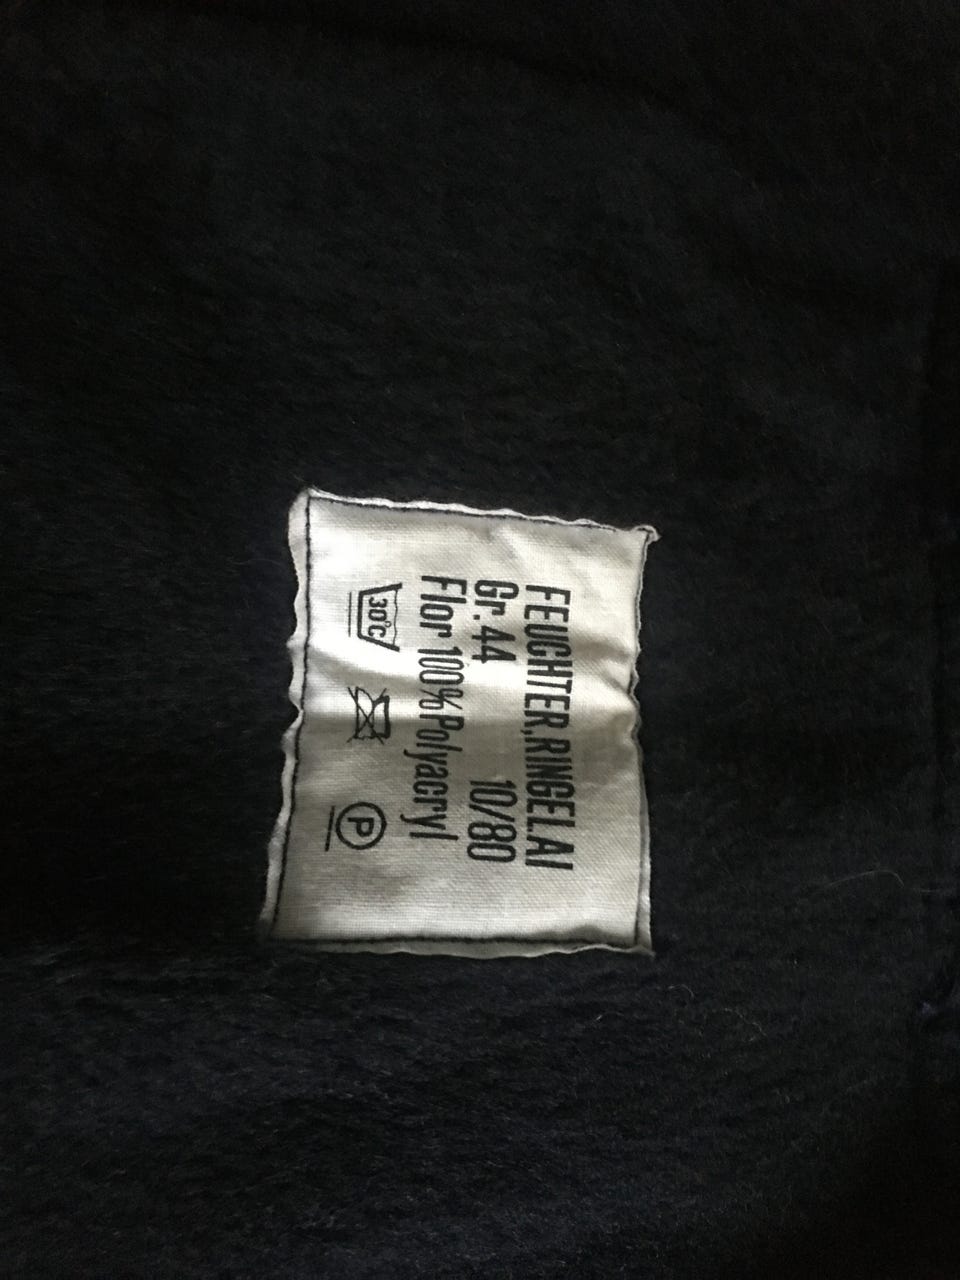 FEUCHTER,RINGELAI
Gr.44 10/80
Flor 100%Polyacryl
30°C P